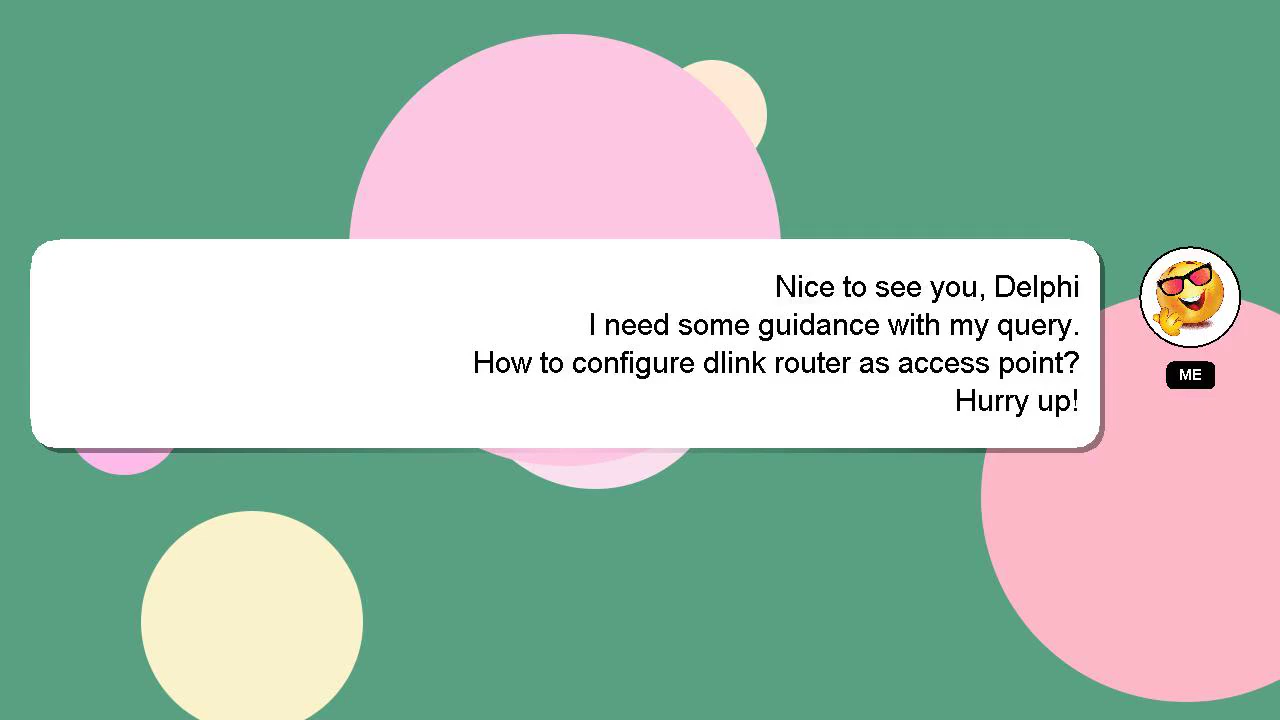 Nice to see you, Delphi
I need some guidance with my query.
How to configure dlink router as access point?
Hurry up!
ME